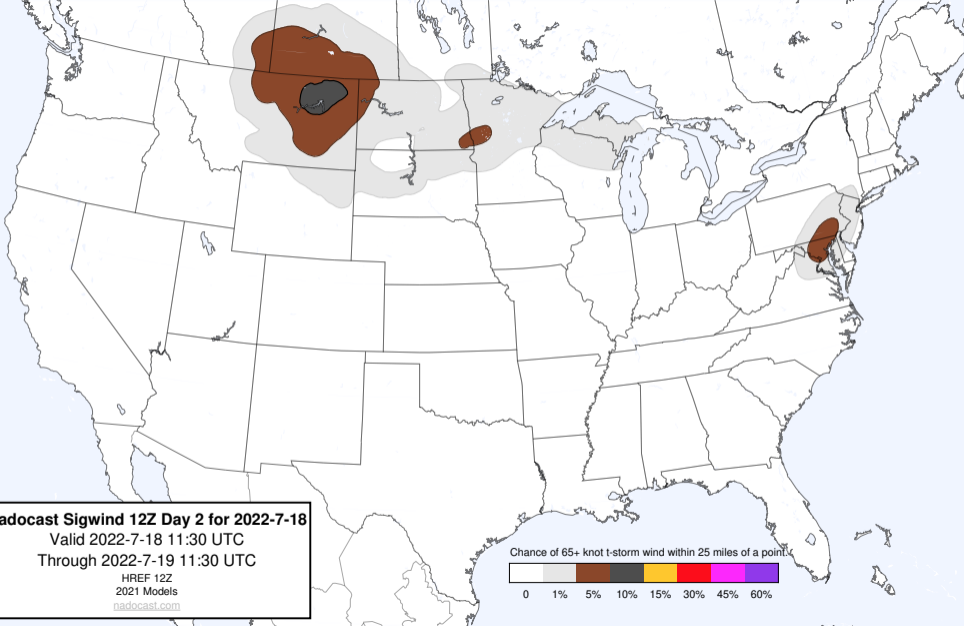 adocast Sigwind 12Z Day 2 for 2022-7-18
Valid 2022-7-18 11:30 UTC
Through 2022-7-19 11:30 UTC
HREF 12Z
2021 Models
nadocast.com
Chance of 65+ knot t-storm wind within 25 miles of a point.
0 1% 5% 10% 15% 30% 45% 60%